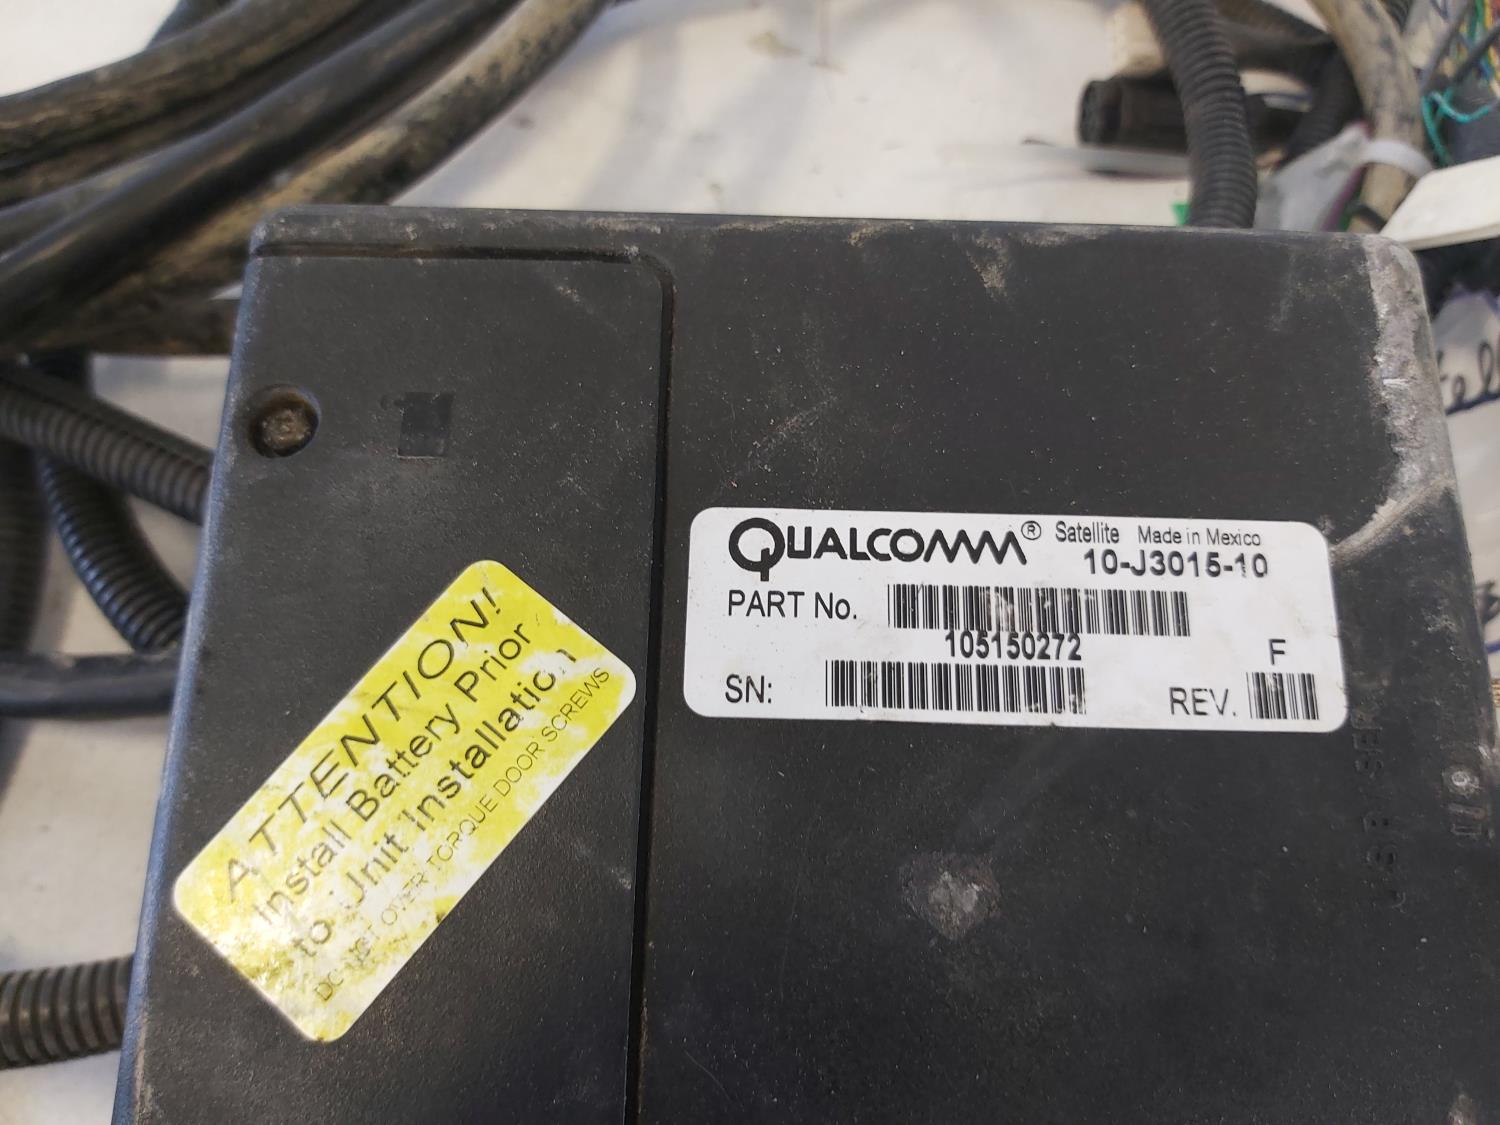 QUALCOMM® Satellite Made in Mexico
10-J3015-10
PART No.
105150272
F
SN:
REV.
ATTENTION!
Install Battery Prior
to Unit Installation
DO NOT OVER TORQUE DOOR SCREWS